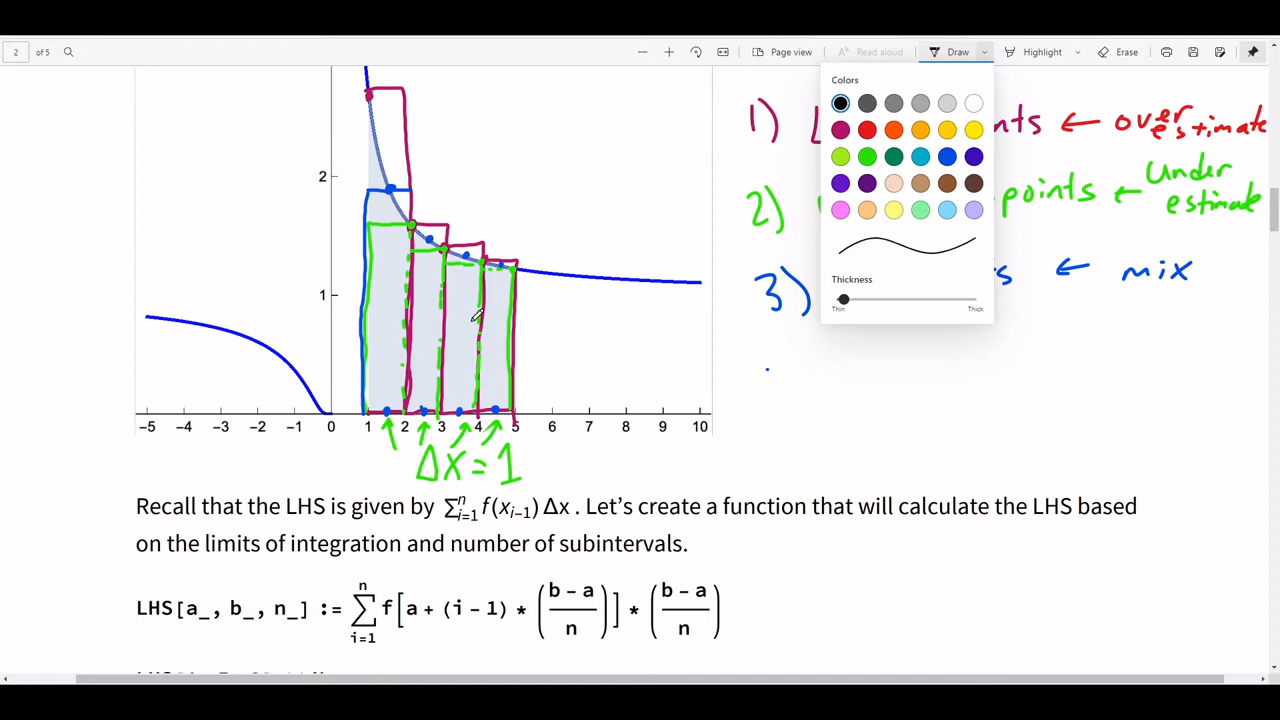 2 of 5 Page view Read aloud Draw Highlight Erase
Colors
Thickness
Thin Thick
1) nts ← over estimate
2) points ← under estimate
3) s ← mix
2
1
−5 −4 −3 −2 −1 0 1 2 3 4 5 6 7 8 9 10
Δx = 1
Recall that the LHS is given by ∑ⁿᵢ₌₁ f(xᵢ₋₁) Δx . Let’s create a function that will calculate the LHS based
on the limits of integration and number of subintervals.
LHS[a_, b_, n_] := ∑ⁿᵢ₌₁ f[a + (i − 1) * ((b − a)/n)] * ((b − a)/n)